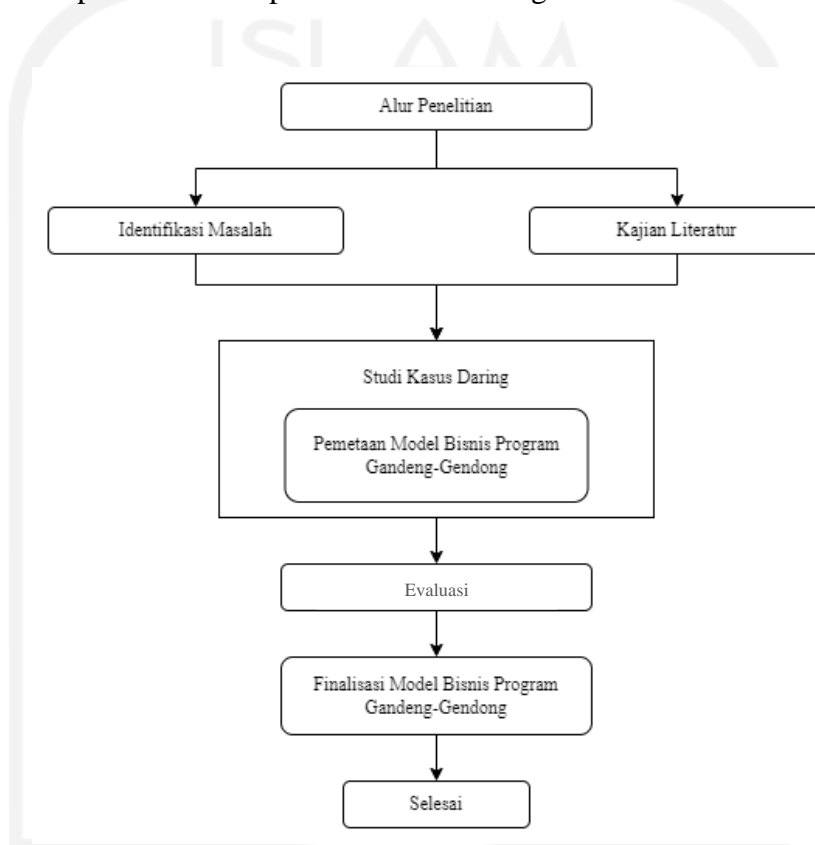 ISLAM
Alur Penelitian
Identifikasi Masalah
Kajian Literatur
Studi Kasus Daring
Pemetaan Model Bisnis Program
Gandeng-Gendong
Evaluasi
Finalisasi Model Bisnis Program
Gandeng-Gendong
Selesai